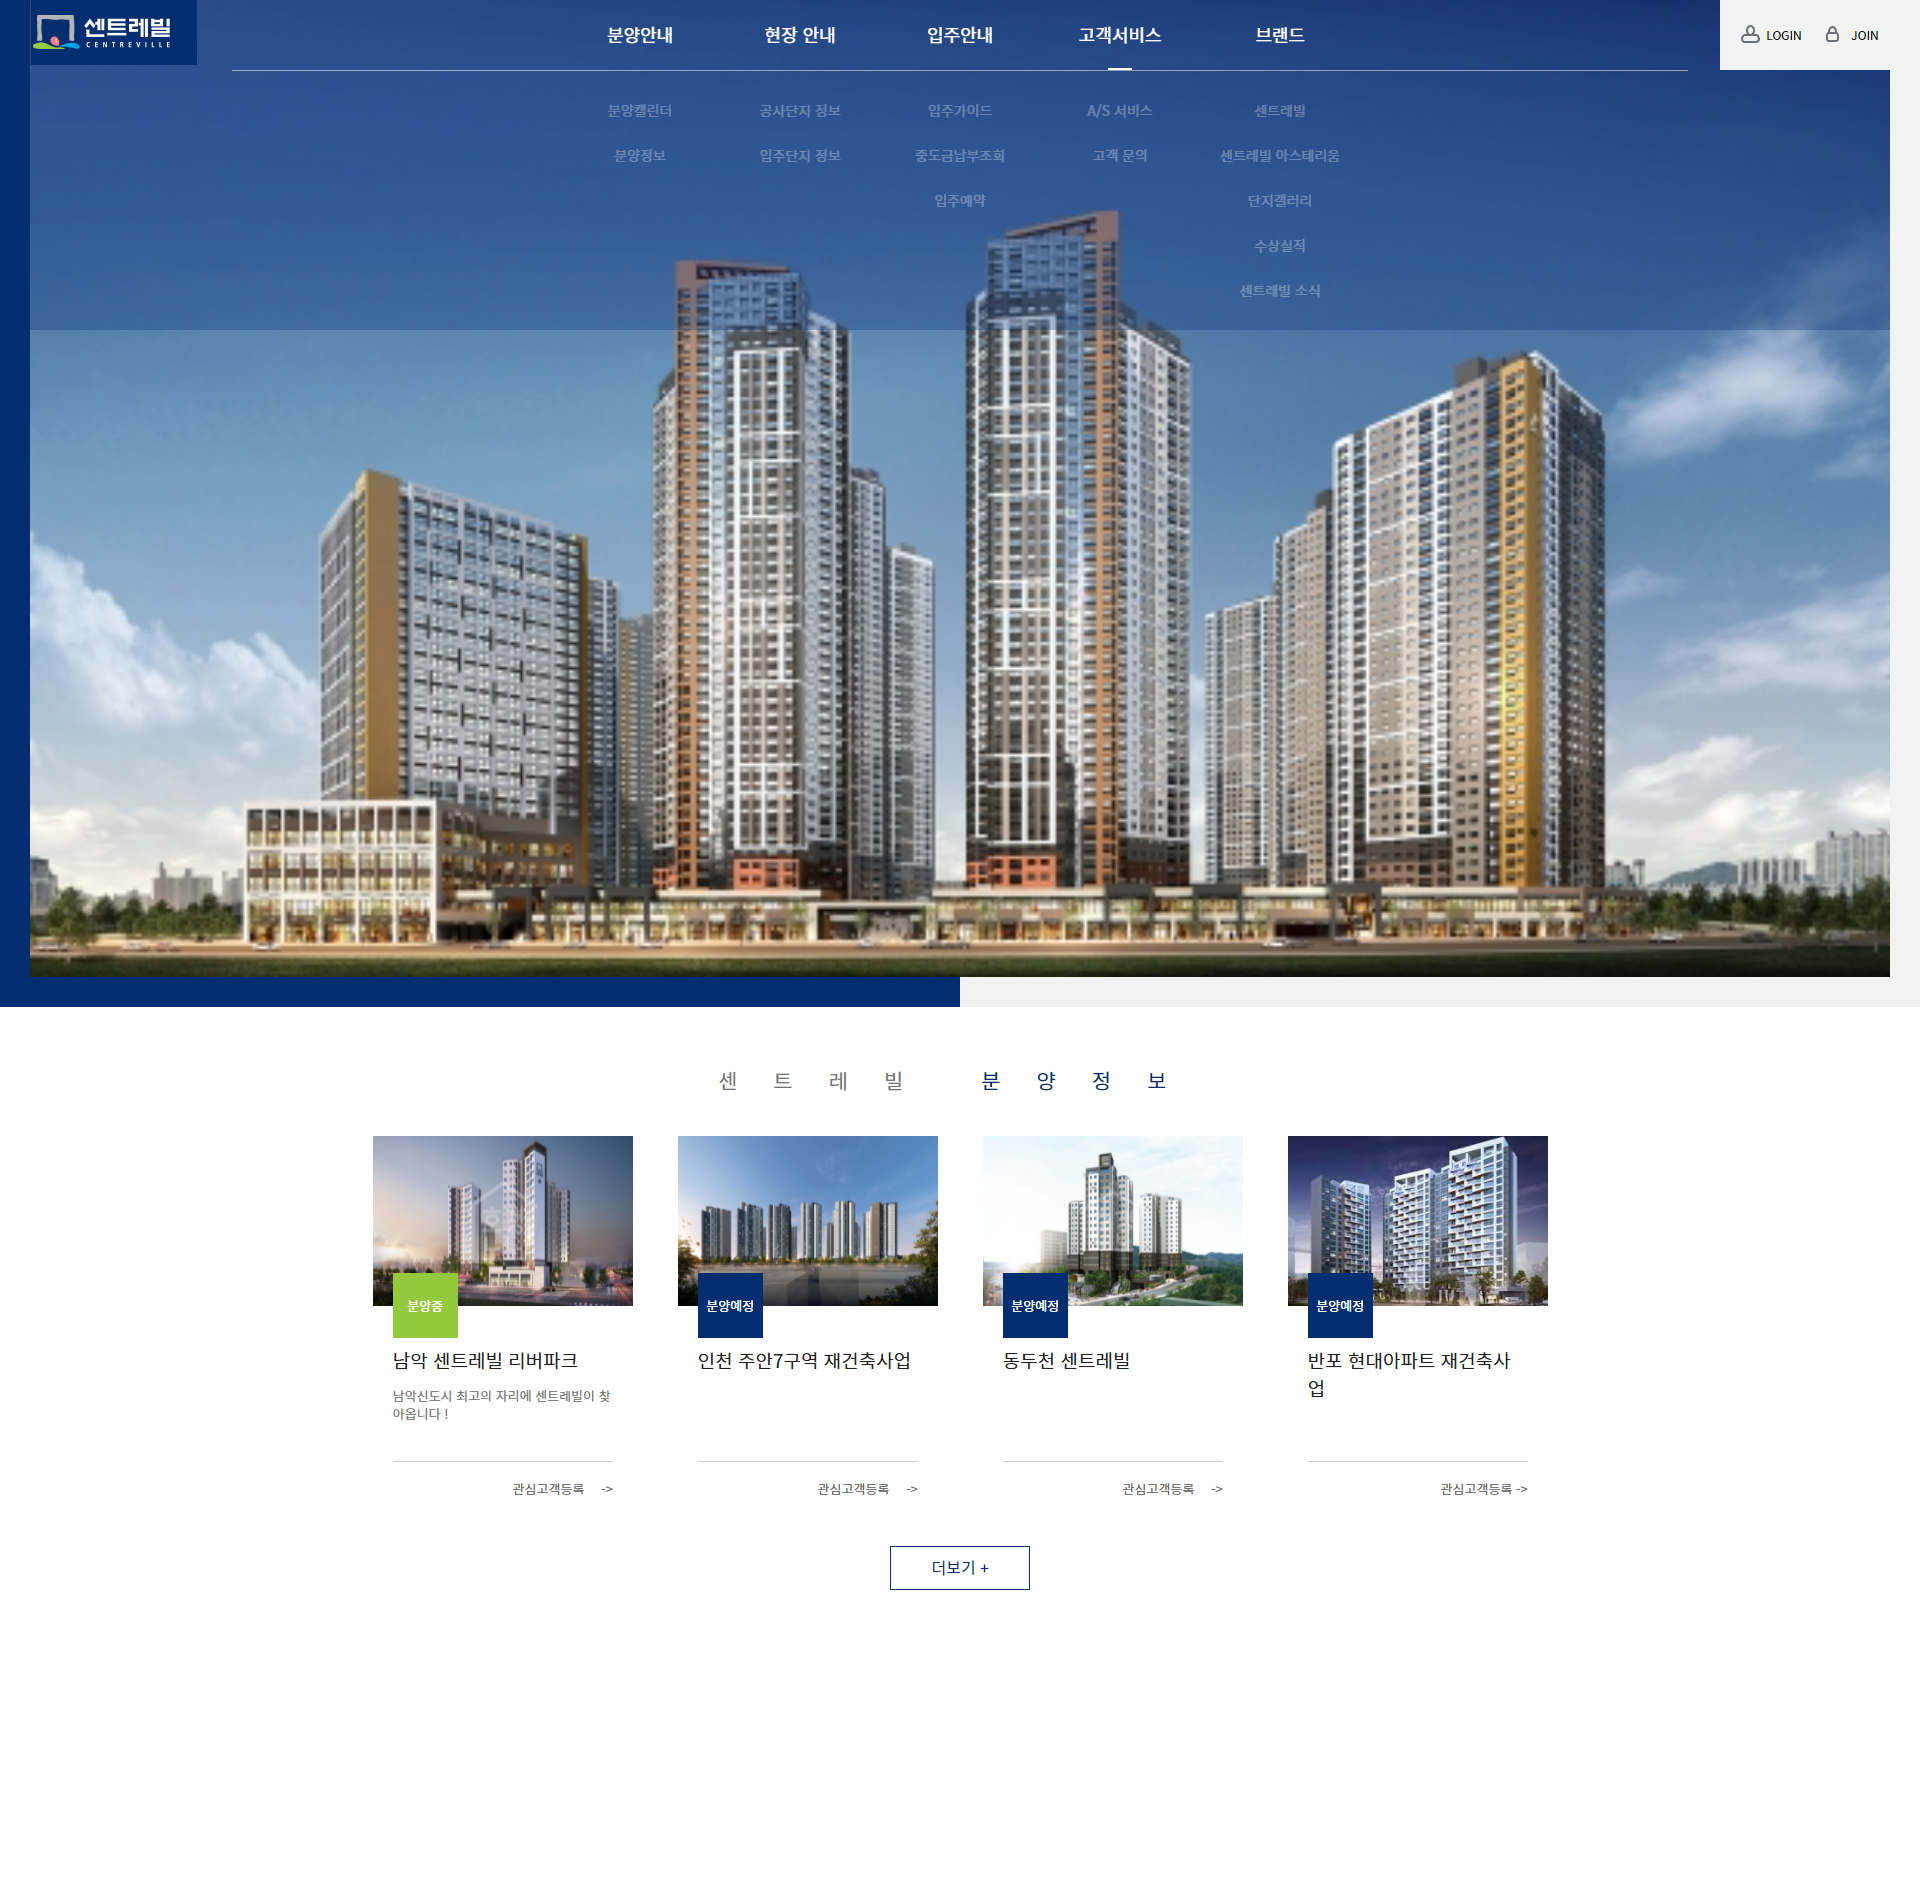 센트레빌
CENTREVILLE
분양안내 현장 안내 입주안내 고객서비스 브랜드
LOGIN JOIN
분양캘린더 공사단지 정보 입주가이드 A/S 서비스 센트레빌
분양정보 입주단지 정보 중도금납부조회 고객 문의 센트레빌 아스테리움
입주예약 단지갤러리
수상실적
센트레빌 소식
센 트 레 빌 분 양 정 보
분양중 분양예정 분양예정 분양예정
남악 센트레빌 리버파크
남악신도시 최고의 자리에 센트레빌이 찾
아옵니다 !
관심고객등록 ->
인천 주안7구역 재건축사업
관심고객등록 ->
동두천 센트레빌
관심고객등록 ->
반포 현대아파트 재건축사
업
관심고객등록 ->
더보기 +